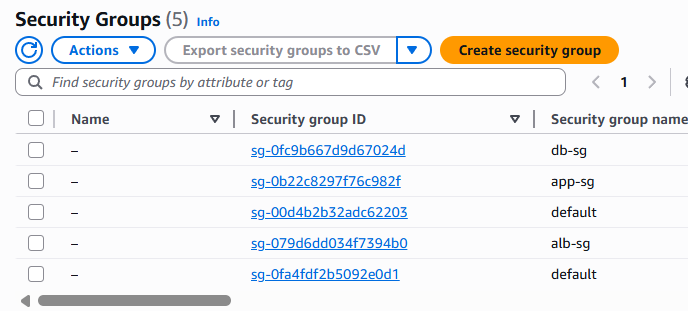 Security Groups (5) Info
Actions Export security groups to CSV Create security group
Find security groups by attribute or tag 1
Name Security group ID Security group name
– sg-0fc9b667d9d67024d db-sg
– sg-0b22c8297f76c982f app-sg
– sg-00d4b2b32adc62203 default
– sg-079d6dd034f7394b0 alb-sg
– sg-0fa4fdf2b5092e0d1 default